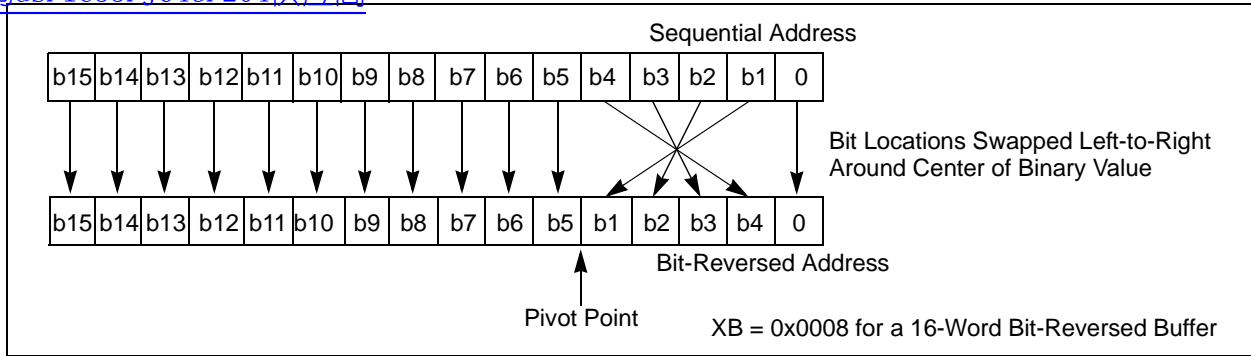 Sequential Address
b15 b14 b13 b12 b11 b10 b9 b8 b7 b6 b5 b4 b3 b2 b1 0
Bit Locations Swapped Left-to-Right
Around Center of Binary Value
b15 b14 b13 b12 b11 b10 b9 b8 b7 b6 b5 b1 b2 b3 b4 0
Bit-Reversed Address
Pivot Point
XB = 0x0008 for a 16-Word Bit-Reversed Buffer